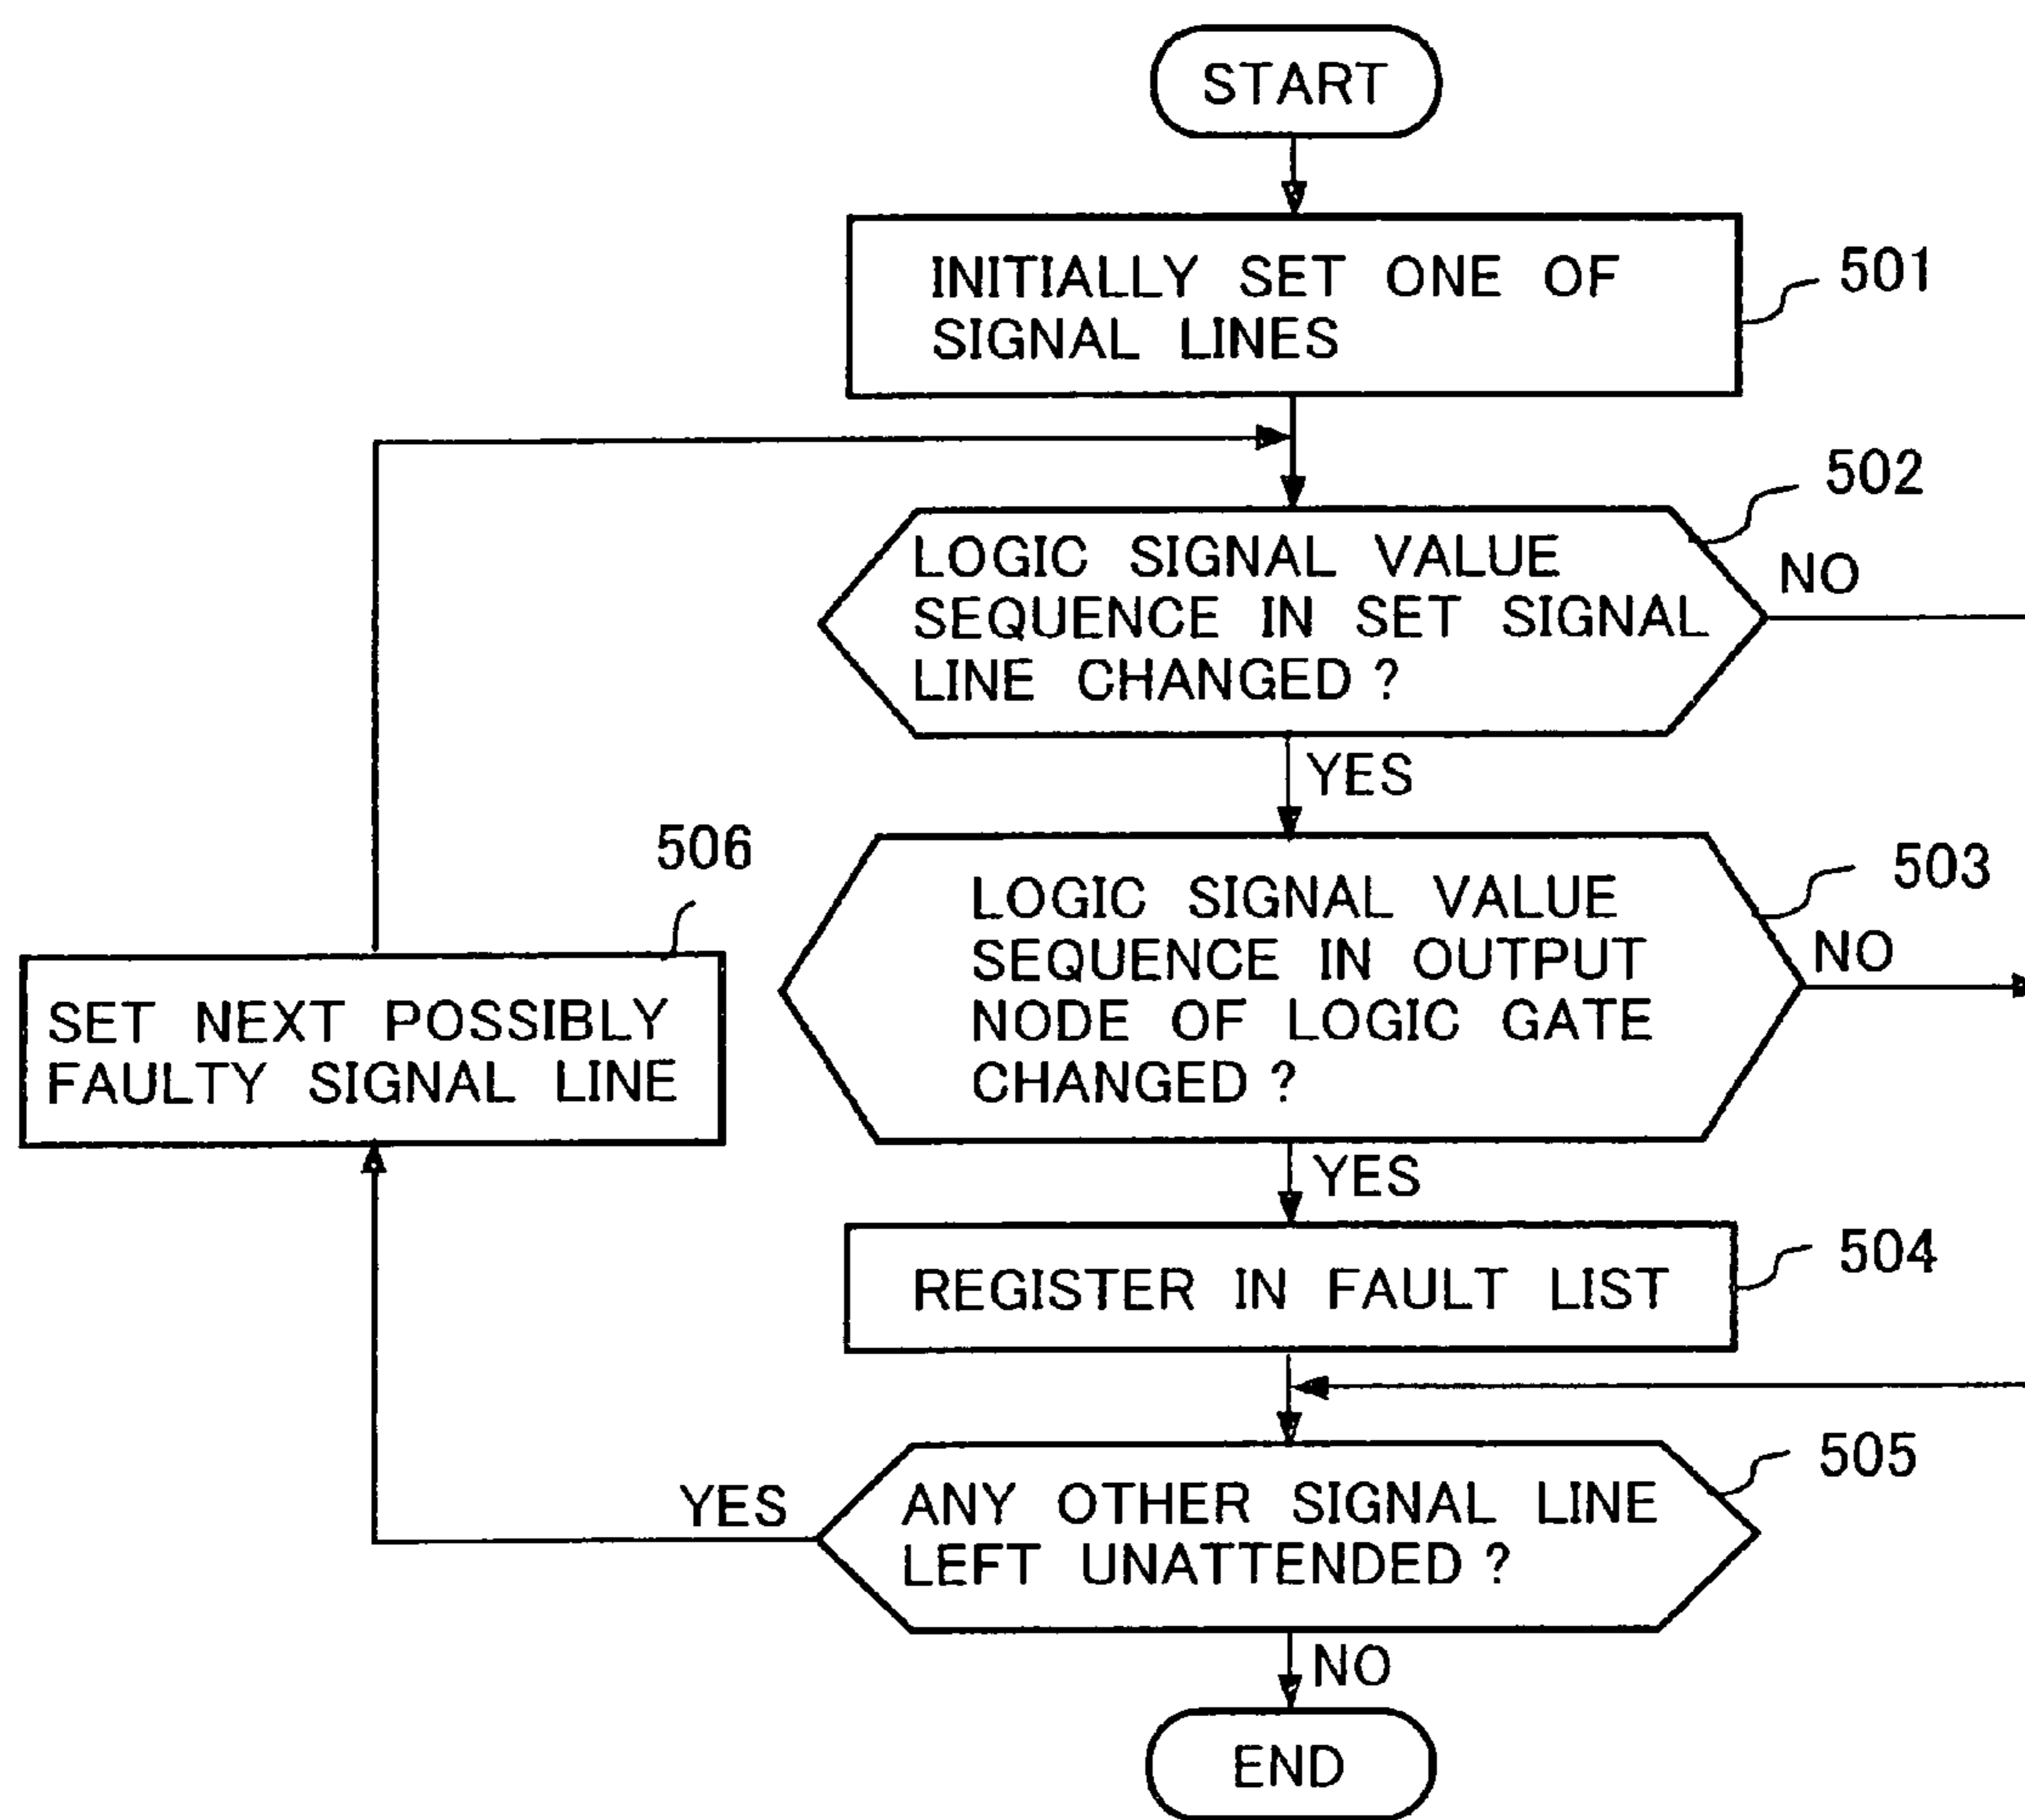 START
INITIALLY SET ONE OF
SIGNAL LINES
501
502
LOGIC SIGNAL VALUE
SEQUENCE IN SET SIGNAL
LINE CHANGED ?
NO
YES
506
503
LOGIC SIGNAL VALUE
SEQUENCE IN OUTPUT
NODE OF LOGIC GATE
CHANGED ?
NO
SET NEXT POSSIBLY
FAULTY SIGNAL LINE
YES
504
REGISTER IN FAULT LIST
505
YES
ANY OTHER SIGNAL LINE
LEFT UNATTENDED ?
NO
END